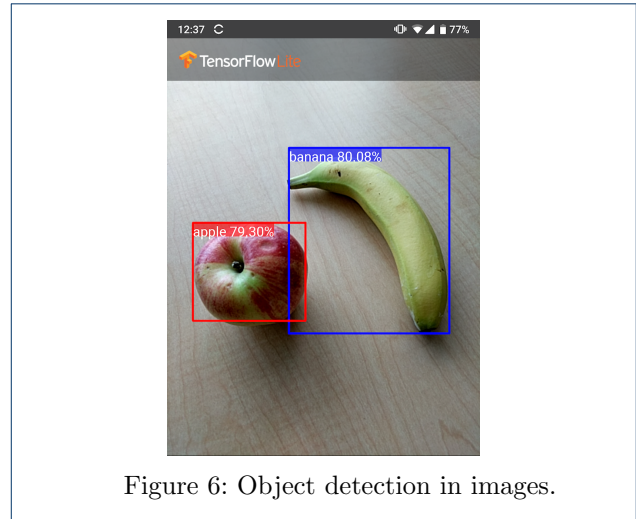 12:37 77%
TensorFlow Lite
banana 80.08%
apple 79.30%
Figure 6: Object detection in images.